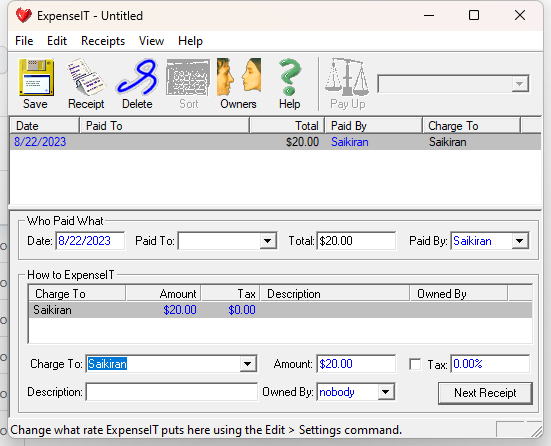 ExpenseIT - Untitled
File Edit Receipts View Help
Save Receipt Delete Sort Owners Help Pay Up
Date Paid To Total Paid By Charge To
8/22/2023 $20.00 Saikiran Saikiran
Who Paid What
Date: 8/22/2023 Paid To: Total: $20.00 Paid By: Saikiran
How to ExpenseIT
Charge To Amount Tax Description Owned By
Saikiran $20.00 $0.00
Charge To: Saikiran Amount: $20.00 Tax: 0.00%
Description: Owned By: nobody Next Receipt
Change what rate ExpenseIT puts here using the Edit > Settings command.